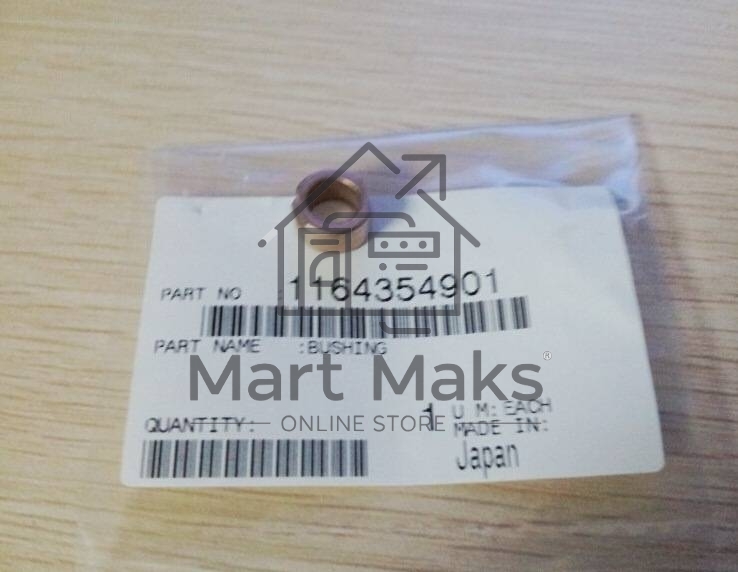 PART NO :1164354901
PART NAME :BUSHING
Mart Maks®
QUANTITY: 1 U M: EACH
ONLINE STORE
MADE IN:
Japan